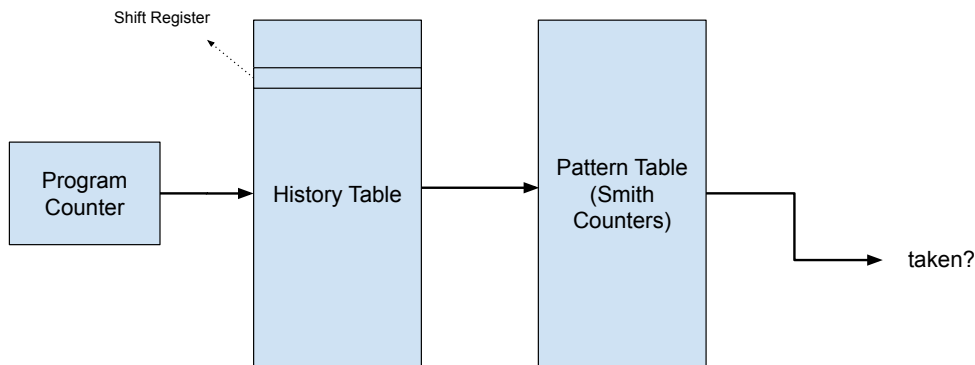 Shift Register
Program
Counter
History Table
Pattern Table
(Smith
Counters)
taken?